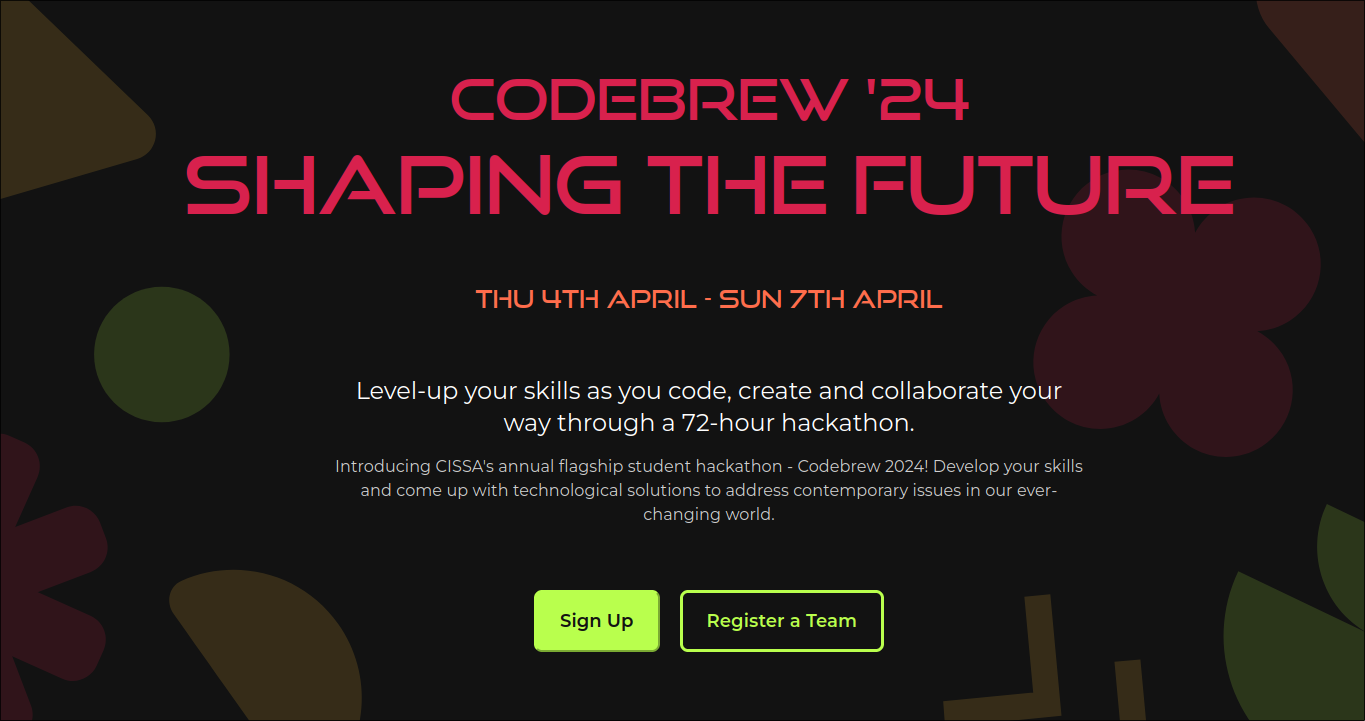 CODEBREW '24
SHAPING THE FUTURE
THU 4TH APRIL - SUN 7TH APRIL
Level-up your skills as you code, create and collaborate your
way through a 72-hour hackathon.
Introducing CISSA's annual flagship student hackathon - Codebrew 2024! Develop your skills
and come up with technological solutions to address contemporary issues in our ever-
changing world.
Sign Up
Register a Team